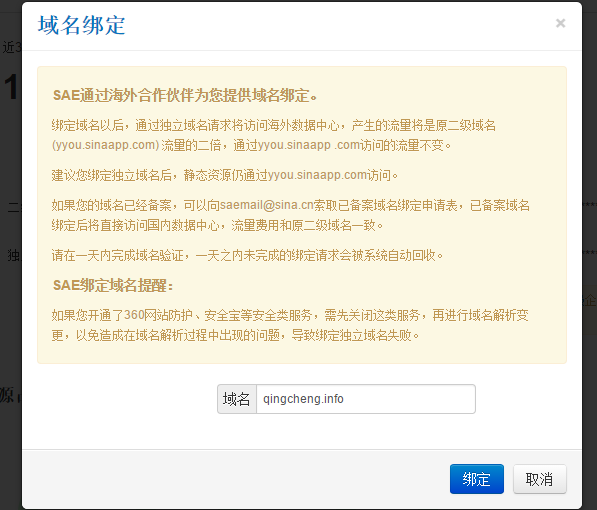 域名绑定
×
近3
1
SAE通过海外合作伙伴为您提供域名绑定。
绑定域名以后，通过独立域名请求将访问海外数据中心，产生的流量将是原二级域名
(yyou.sinaapp.com) 流量的二倍，通过yyou.sinaapp .com访问的流量不变。
建议您绑定独立域名后，静态资源仍通过yyou.sinaapp.com访问。
如果您的域名已经备案，可以向saemail@sina.cn索取已备案域名绑定申请表，已备案域名
绑定后将直接访问国内数据中心，流量费用和原二级域名一致。
请在一天内完成域名验证，一天之内未完成的绑定请求会被系统自动回收。
SAE绑定域名提醒：
如果您开通了360网站防护、安全宝等安全类服务，需先关闭这类服务，再进行域名解析变
更，以免造成在域名解析过程中出现的问题，导致绑定独立域名失败。
二
独
源
域名 qingcheng.info
绑定 取消